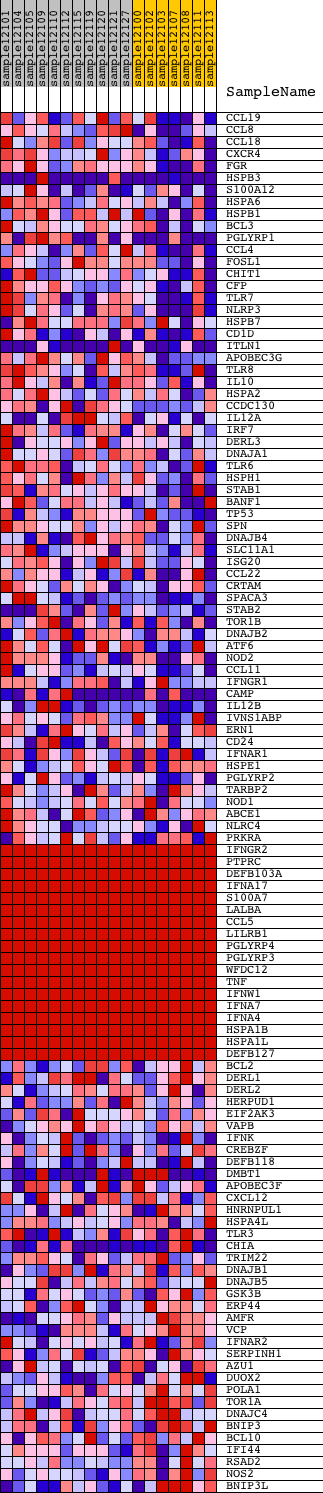 sample12101
sample12104
sample12105
sample12110
sample12112
sample12115
sample12119
sample12120
sample12127
sample12100
sample12102
sample12103
sample12107
sample12108
sample12111
SampleName
CCL19
CCL8
CCL18
CXCR4
FGR
HSPB3
S100A12
HSPA6
HSPB1
BCL3
PGLYRP1
CCL4
FOSL1
CHIT1
CFP
TLR7
NLRP3
HSPB7
CD1D
ITLN1
APOBEC3G
TLR8
IL10
HSPA2
CCDC130
IL12A
IRF7
DERL3
DNAJA1
TLR6
HSPH1
STAB1
BANF1
TP53
SPN
DNAJB4
SLC11A1
ISG20
CCL22
CRTAM
SPACA3
STAB2
TOR1B
DNAJB2
ATF6
NOD2
CCL11
IFNGR1
CAMP
IL12B
IVNS1ABP
ERN1
CD24
IFNAR1
HSPE1
PGLYRP2
TARBP2
NOD1
ABCE1
NLRC4
PRKRA
IFNGR2
PTPRC
DEFB103A
IFNA17
S100A7
LALBA
CCL5
LILRB1
PGLYRP4
PGLYRP3
WFDC12
TNF
IFNW1
IFNA7
IFNA4
HSPA1B
HSPA1L
DEFB127
BCL2
DERL1
DERL2
HERPUD1
EIF2AK3
VAPB
IFNK
CREBZF
DEFB118
DMBT1
APOBEC3F
CXCL12
HNRNPUL1
HSPA4L
TLR3
CHIA
TRIM22
DNAJB1
DNAJB5
GSK3B
ERP44
AMFR
VCP
IFNAR2
SERPINH1
AZU1
DUOX2
POLA1
TOR1A
DNAJC4
BNIP3
BCL10
IFI44
RSAD2
NOS2
BNIP3L